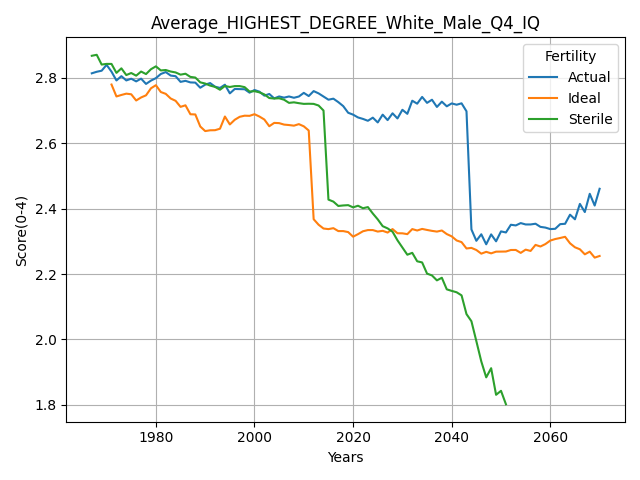 Average_HIGHEST_DEGREE_White_Male_Q4_IQ
Fertility
Actual
Ideal
Sterile
Score(0-4)
2.8
2.6
2.4
2.2
2.0
1.8
1980
2000
2020
2040
2060
Years